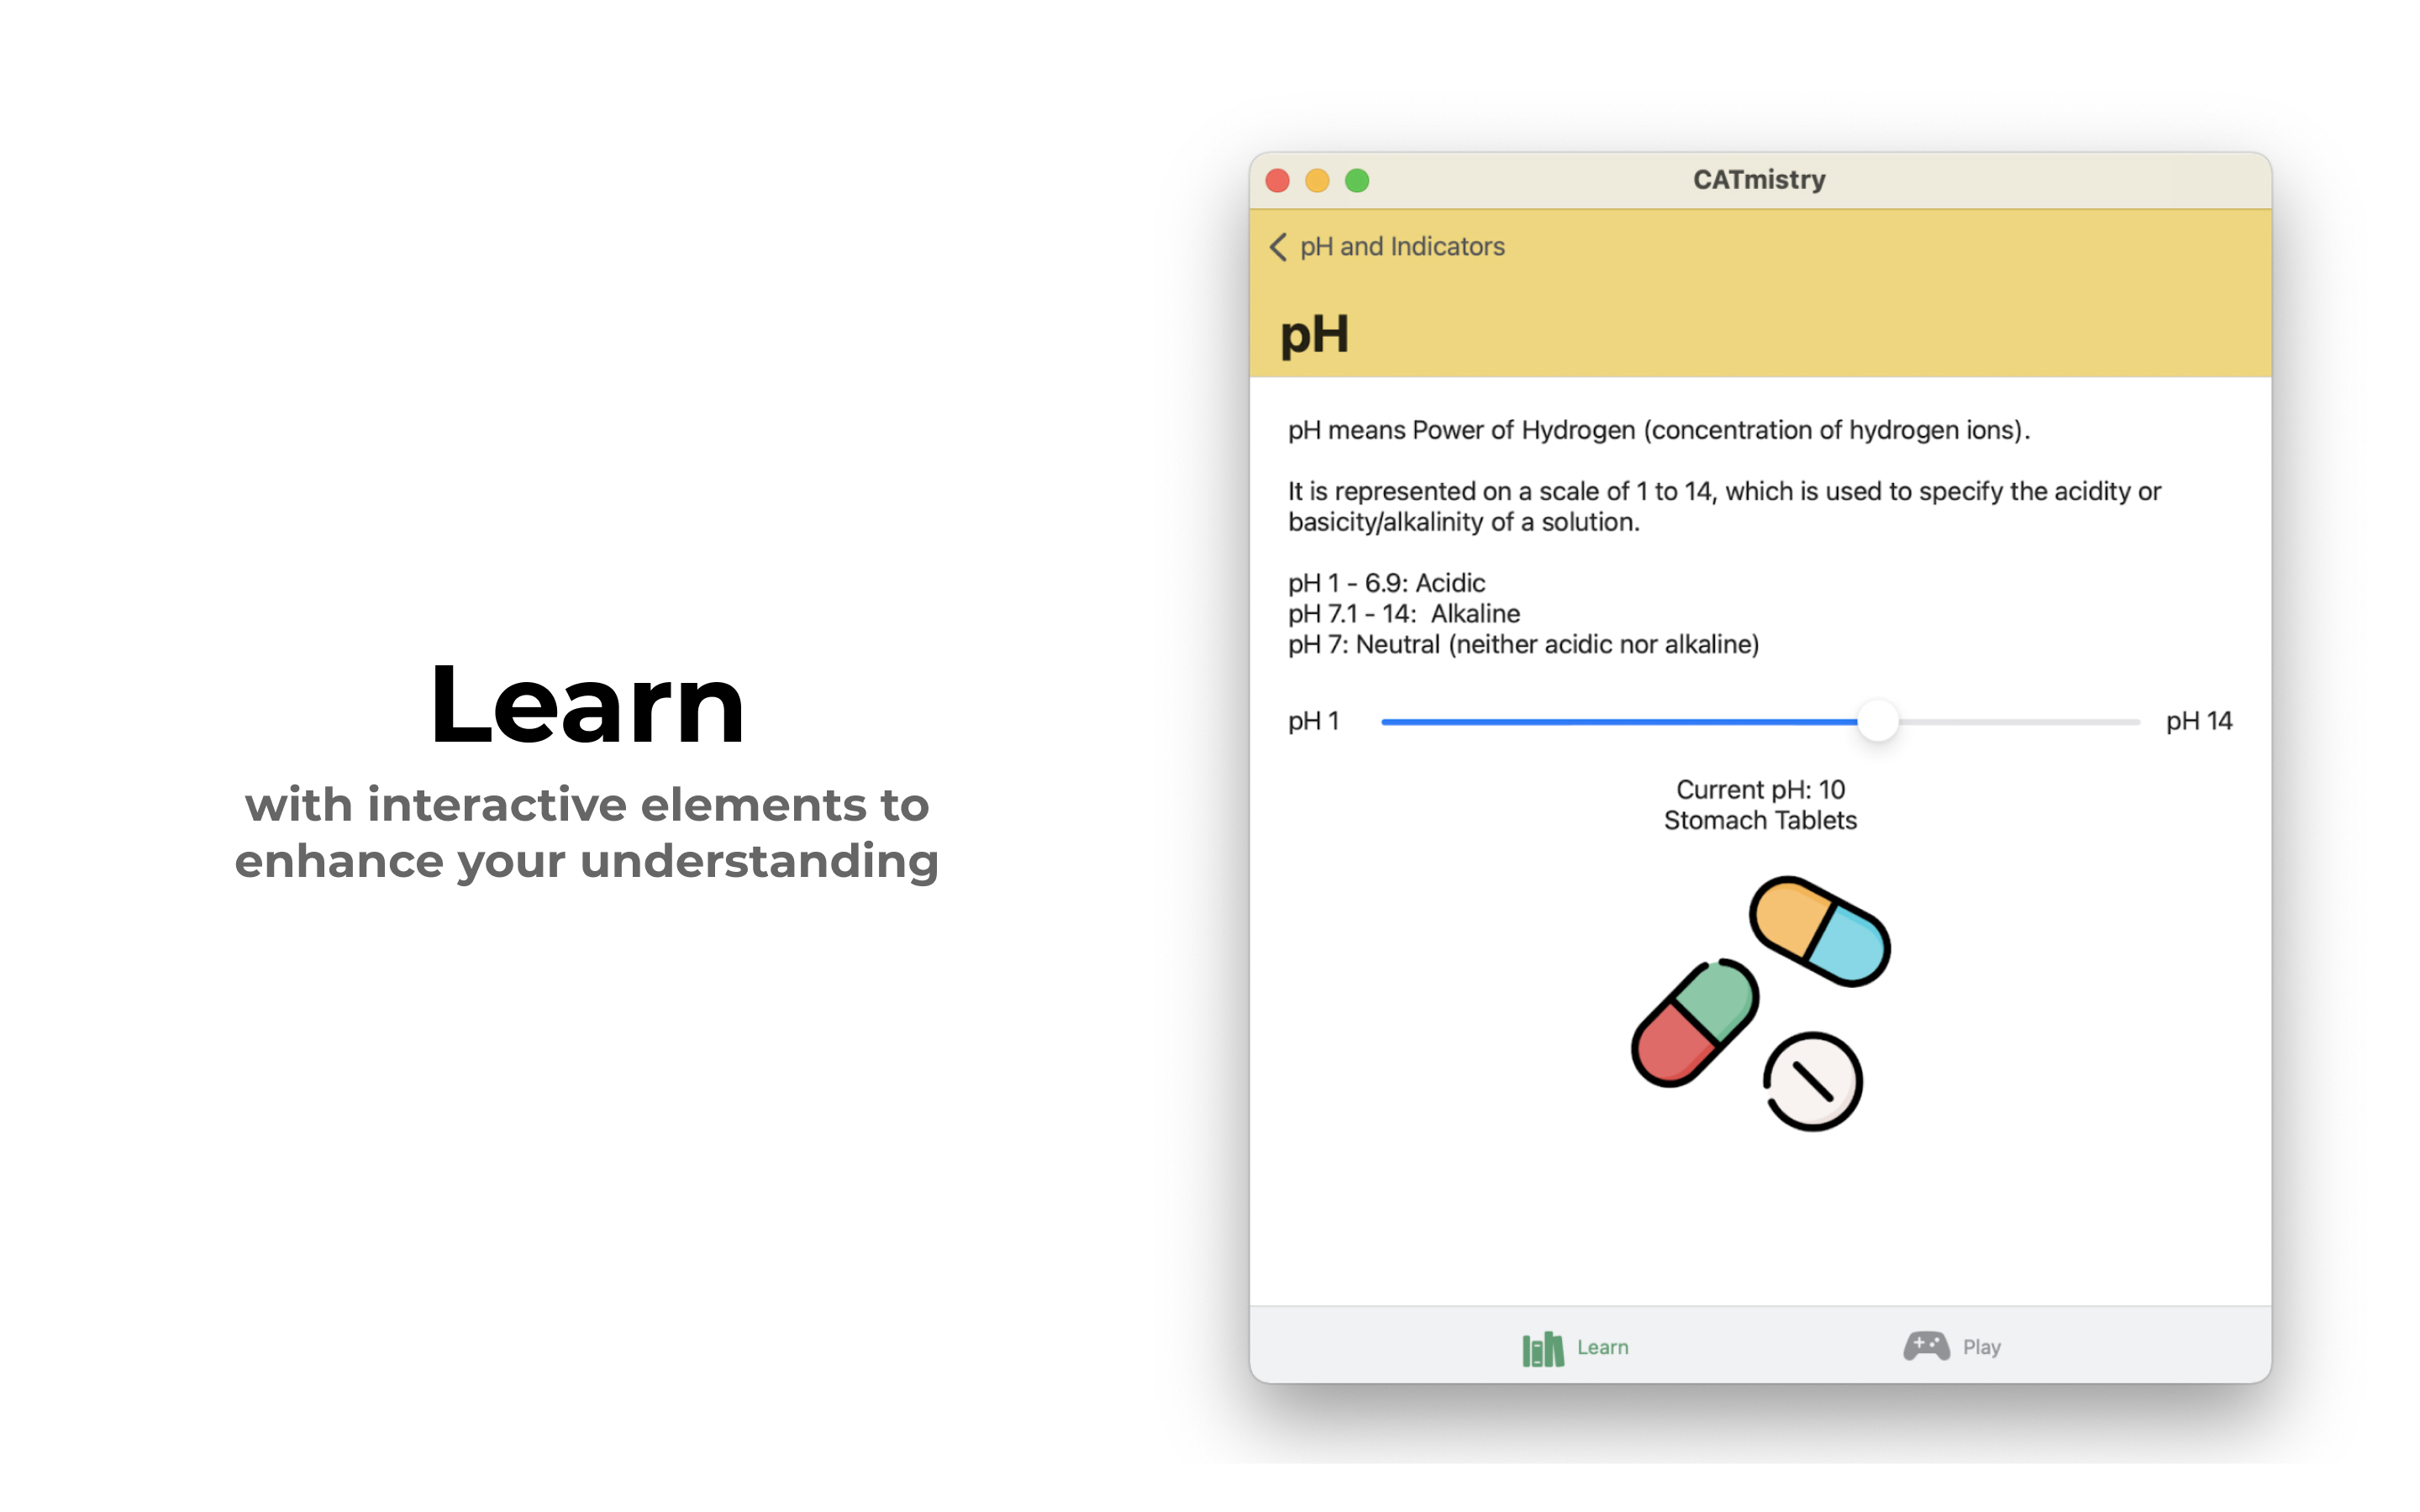 Learn
with interactive elements to
enhance your understanding
CATmistry
pH and Indicators
pH
pH means Power of Hydrogen (concentration of hydrogen ions).
It is represented on a scale of 1 to 14, which is used to specify the acidity or
basicity/alkalinity of a solution.
pH 1 - 6.9: Acidic
pH 7.1 - 14:  Alkaline
pH 7: Neutral (neither acidic nor alkaline)
pH 1
pH 14
Current pH: 10
Stomach Tablets
Learn
Play